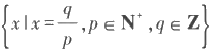 {x | x = q/p, p ∈ N⁺, q ∈ Z}